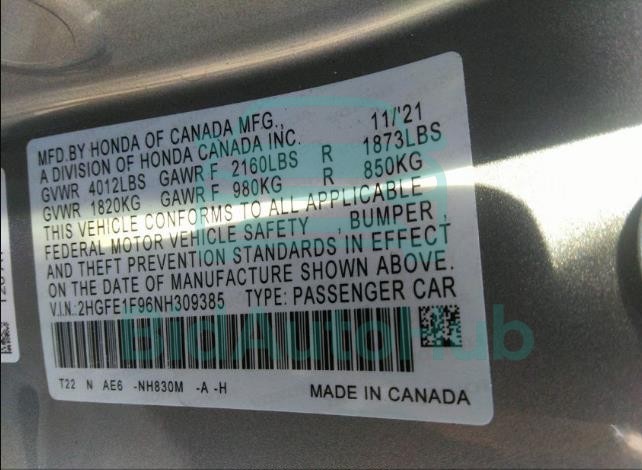 MFD.BY HONDA OF CANADA MFG., 11/'21
A DIVISION OF HONDA CANADA INC.
GVWR 4012LBS GAWR F 2160LBS R 1873LBS
GVWR 1820KG GAWR F 980KG R 850KG
THIS VEHICLE CONFORMS TO ALL APPLICABLE
FEDERAL MOTOR VEHICLE SAFETY , BUMPER ,
AND THEFT PREVENTION STANDARDS IN EFFECT
ON THE DATE OF MANUFACTURE SHOWN ABOVE.
V.I.N.:2HGFE1F96NH309385 TYPE: PASSENGER CAR
BidAutoHub
T22 N AE6 -NH830M -A -H
MADE IN CANADA